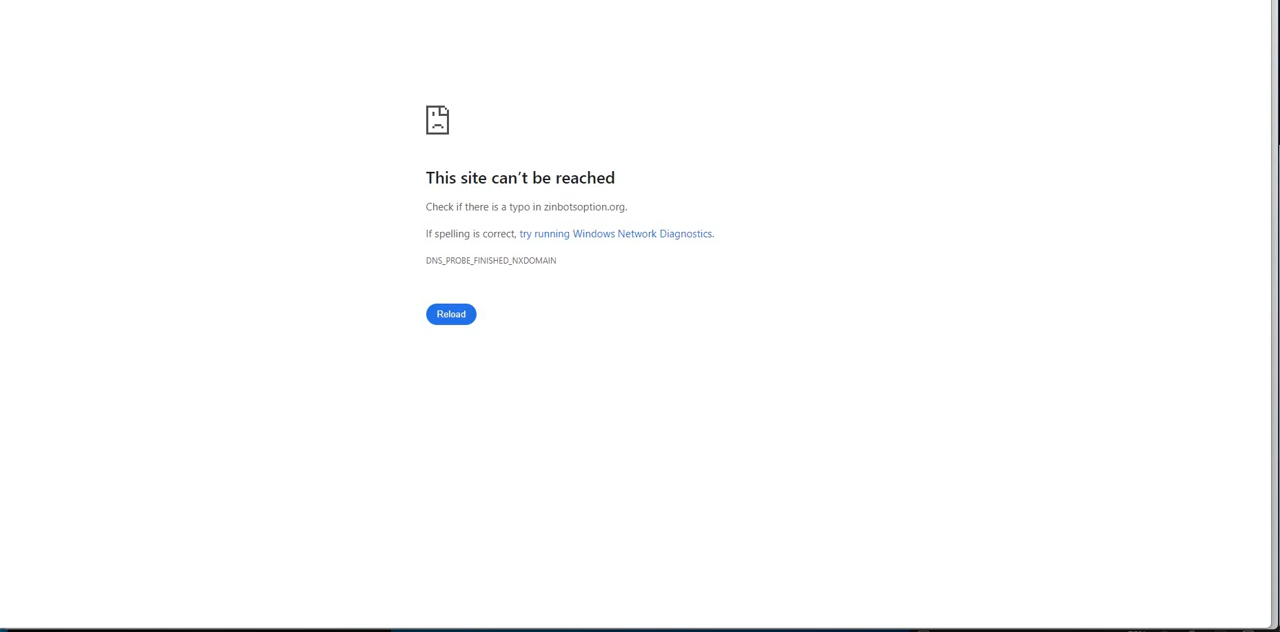 This site can’t be reached
Check if there is a typo in zinbotsoption.org.
If spelling is correct, try running Windows Network Diagnostics.
DNS_PROBE_FINISHED_NXDOMAIN
Reload